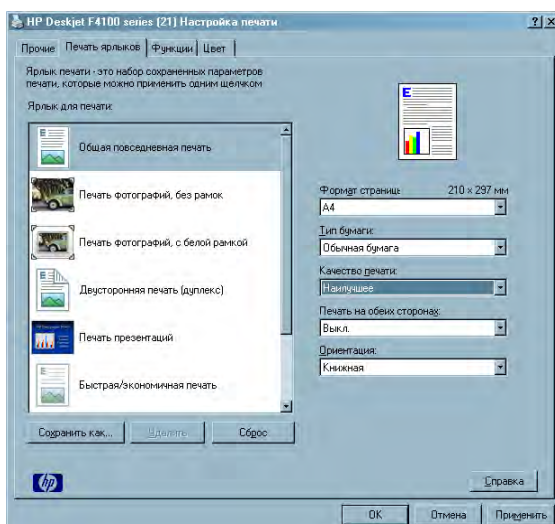 HP Deskjet F4100 series (21) Настройка печати
Прочие Печать ярлыков Функции Цвет
Ярлык печати - это набор сохраненных параметров
печати, которые можно применить одним щелчком
Ярлык для печати:
Общая повседневная печать
Печать фотографий, без рамок
Печать фотографий, с белой рамкой
Двусторонняя печать (дуплекс)
Печать презентаций
Быстрая/экономичная печать
Сохранить как... Удалить Сброс
Формат страниц: 210 × 297 мм
A4
Тип бумаги:
Обычная бумага
Качество печати:
Наилучшее
Печать на обеих сторонах:
Выкл.
Ориентация:
Книжная
hp
Справка
OK Отмена Применить